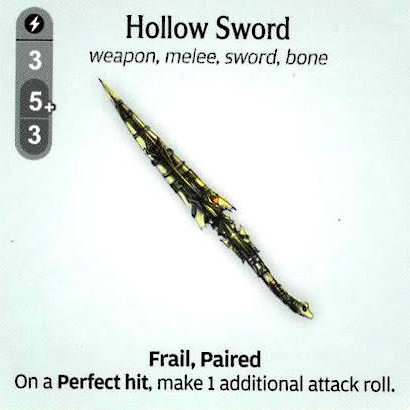 Hollow Sword
weapon, melee, sword, bone
3
5+
3
Frail, Paired
On a Perfect hit, make 1 additional attack roll.